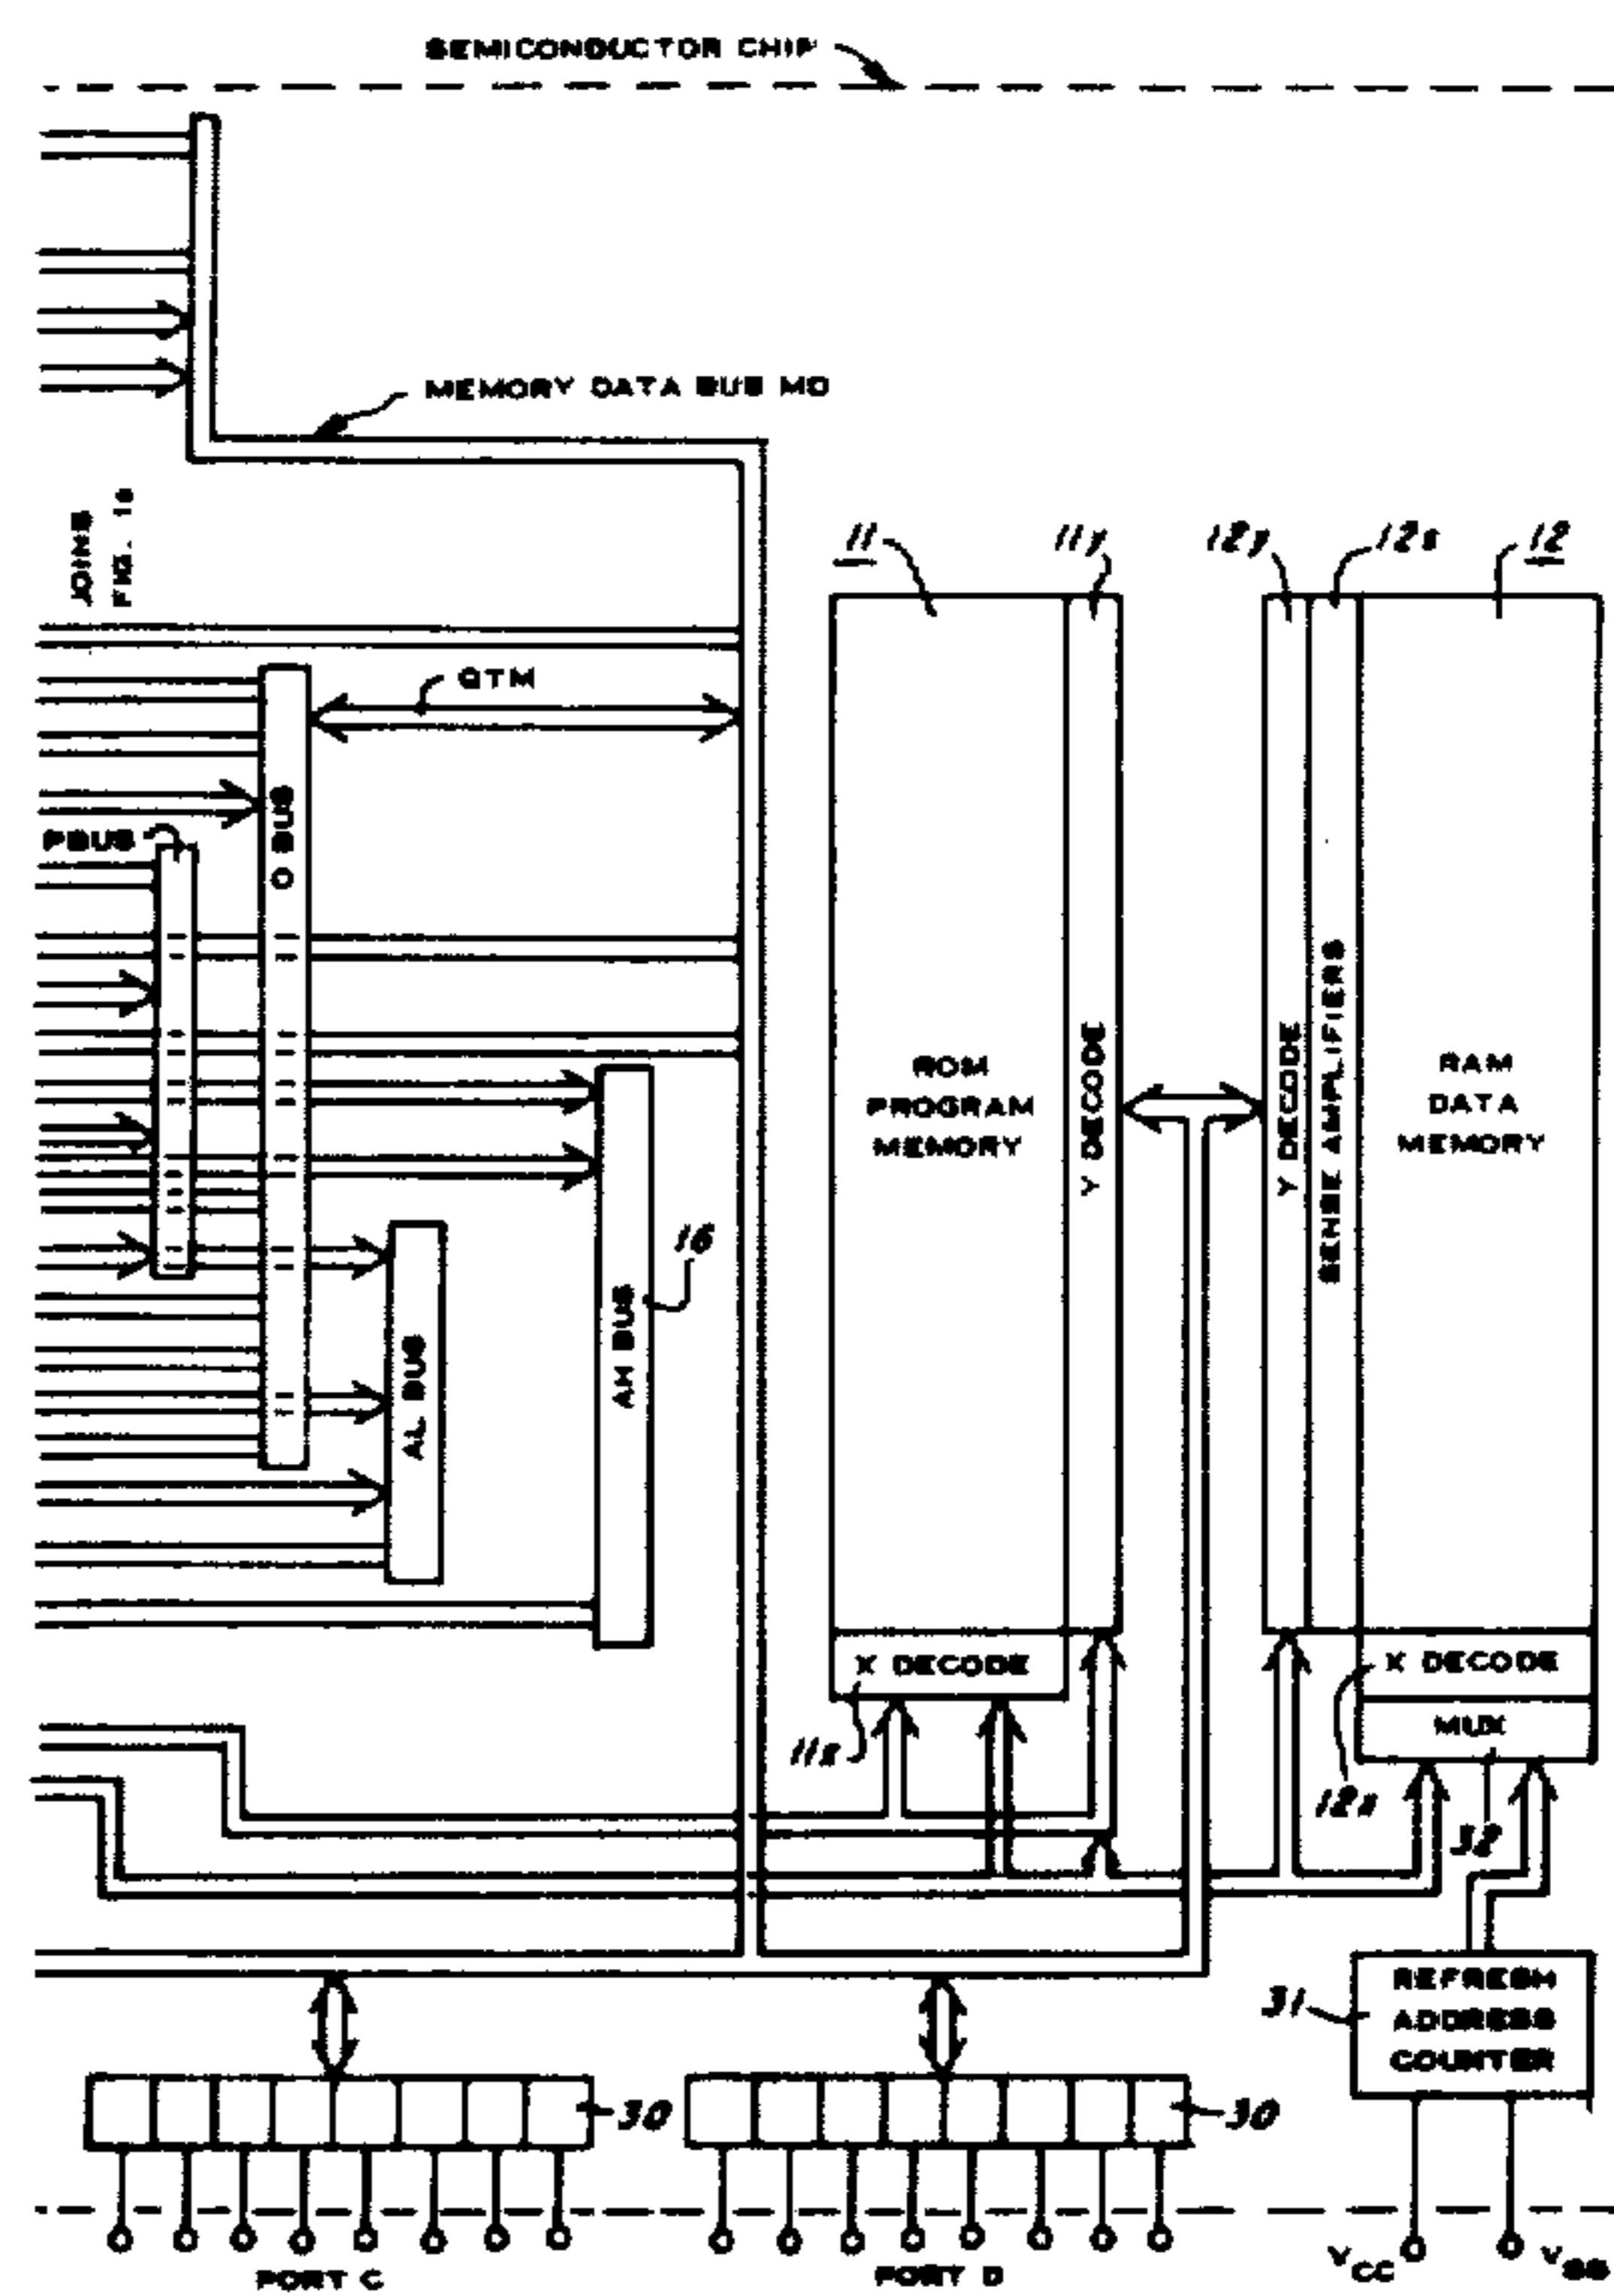 SEMICONDUCTOR CHIP
MEMORY DATA BUS MD
JOINS
FIG. 1a
11
11y
12y
12s
12
QTM
O BUS
PBUS
ROM
PROGRAM
MEMORY
Y DECODE
Y DECODE
SENSE AMPLIFIERS
RAM
DATA
MEMORY
16
AH BUS
AL BUS
X DECODE
X DECODE
MUX
11x
12x
32
31
REFRESH
ADDRESS
COUNTER
30
30
PORT C
PORT D
VCC
VSS